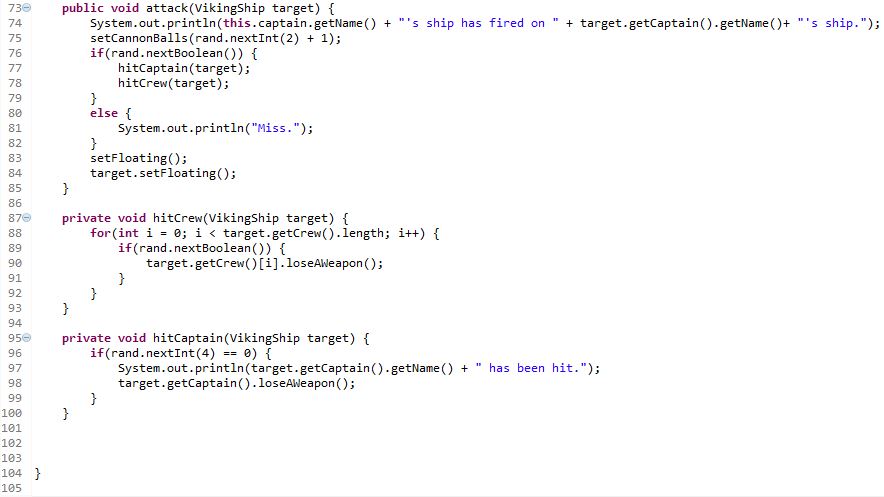 73 public void attack(VikingShip target) {
74 System.out.println(this.captain.getName() + "'s ship has fired on " + target.getCaptain().getName()+ "'s ship.");
75 setCannonBalls(rand.nextInt(2) + 1);
76 if(rand.nextBoolean()) {
77 hitCaptain(target);
78 hitCrew(target);
79 }
80 else {
81 System.out.println("Miss.");
82 }
83 setFloating();
84 target.setFloating();
85 }
86
87 private void hitCrew(VikingShip target) {
88 for(int i = 0; i < target.getCrew().length; i++) {
89 if(rand.nextBoolean()) {
90 target.getCrew()[i].loseAWeapon();
91 }
92 }
93 }
94
95 private void hitCaptain(VikingShip target) {
96 if(rand.nextInt(4) == 0) {
97 System.out.println(target.getCaptain().getName() + " has been hit.");
98 target.getCaptain().loseAWeapon();
99 }
100 }
101
102
103
104 }
105